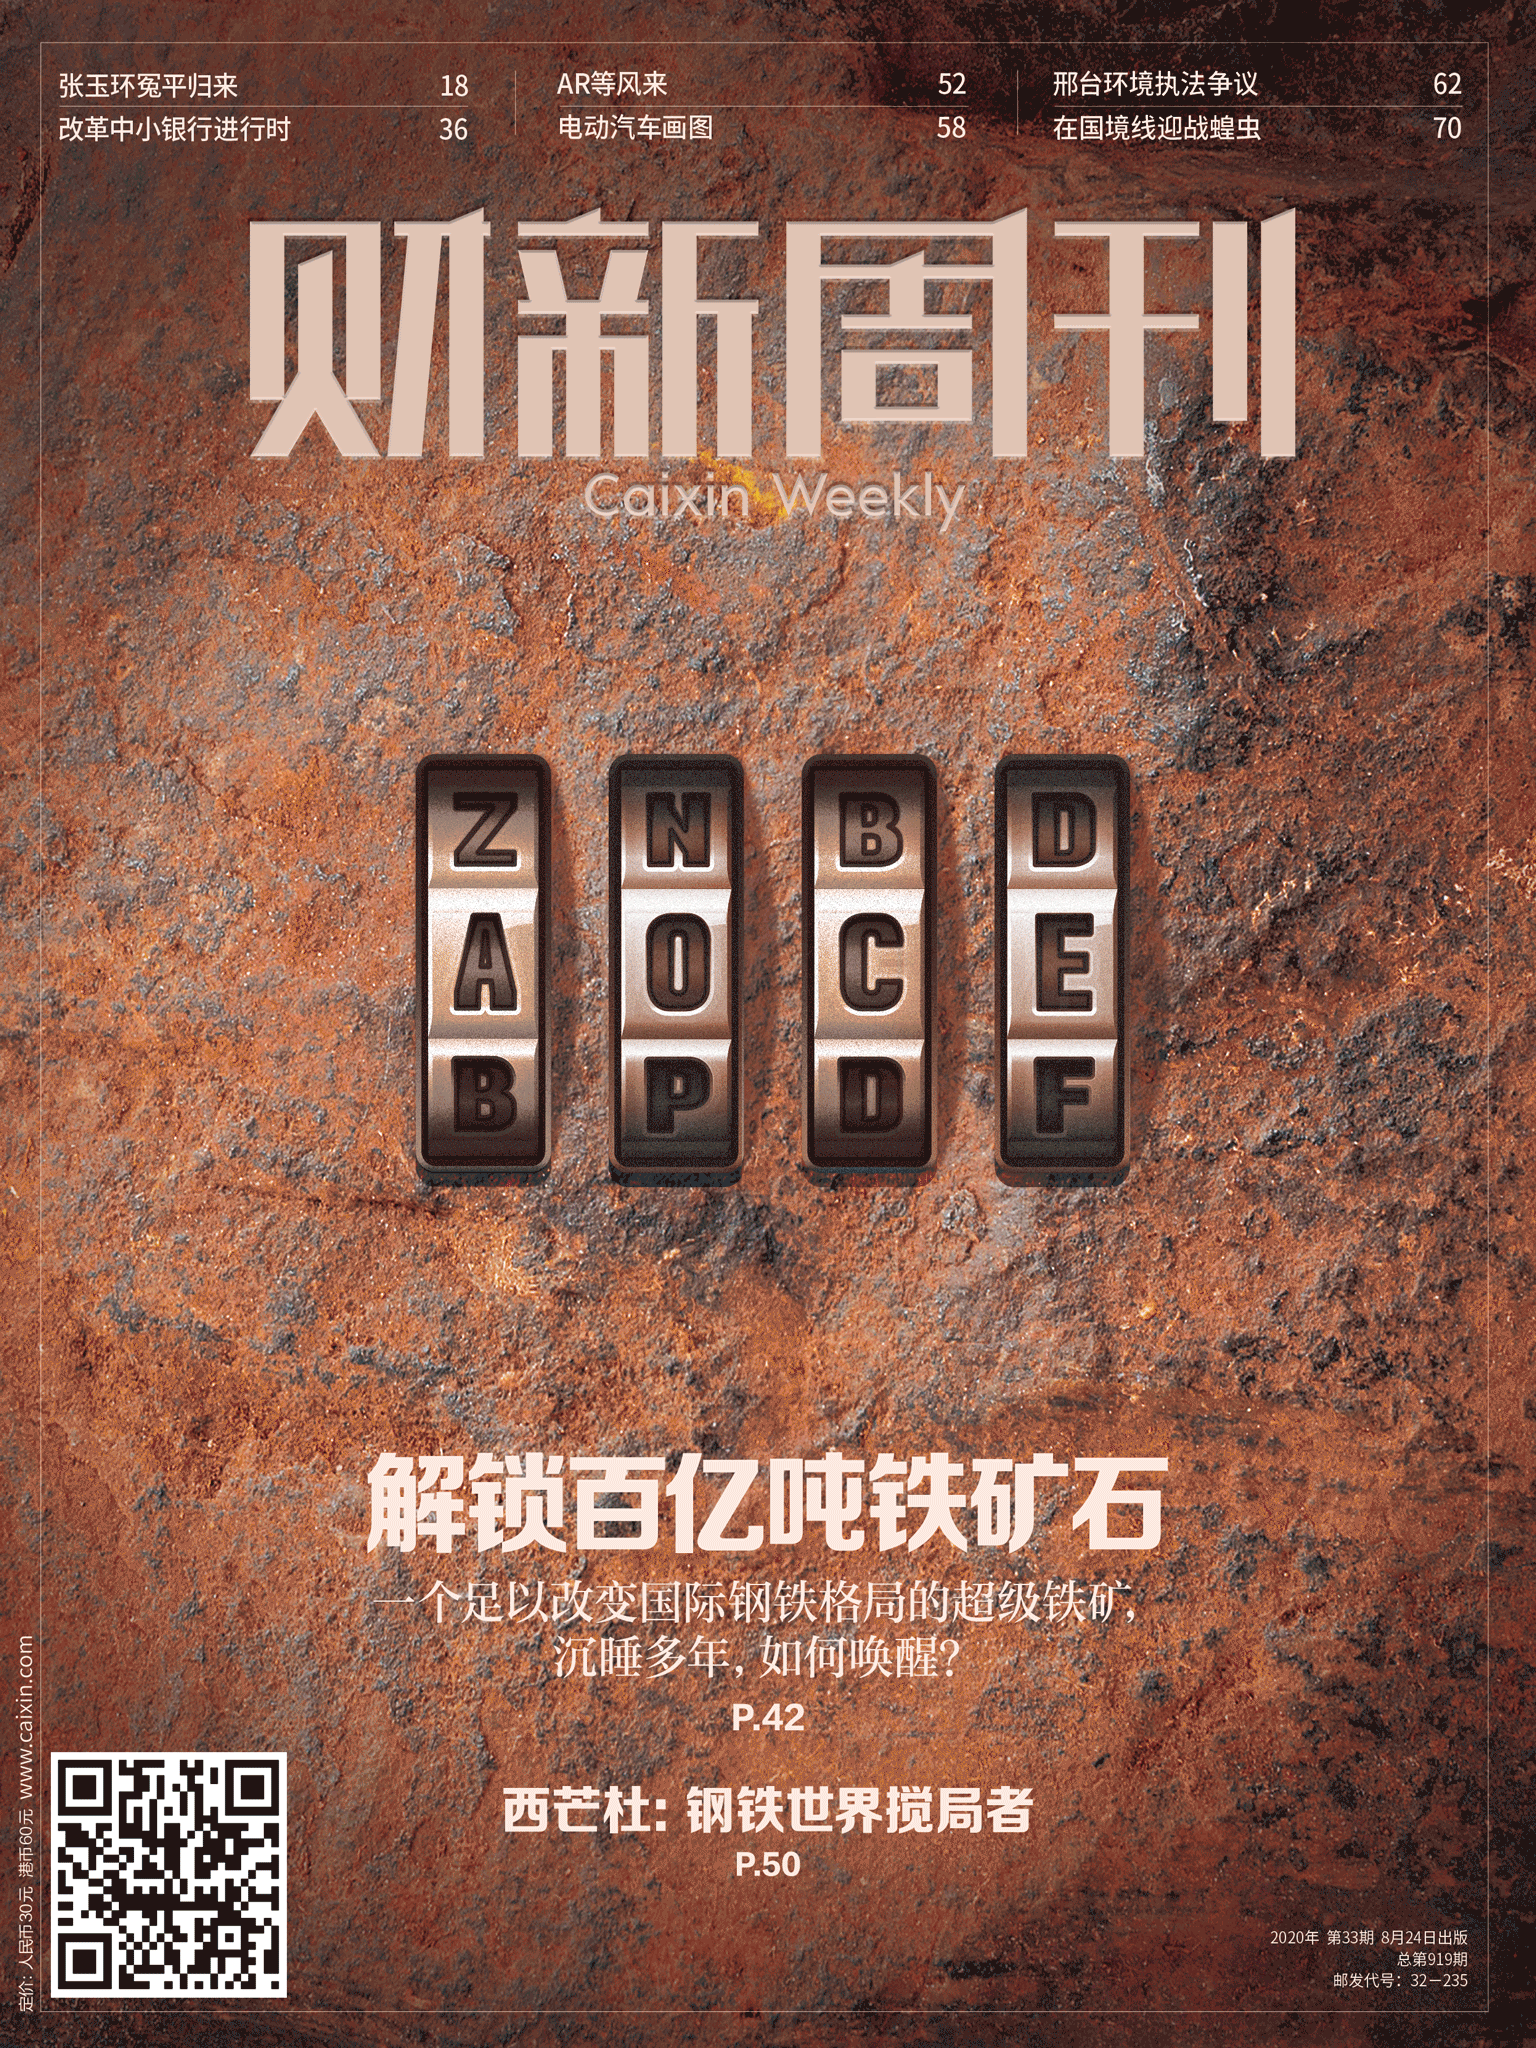 张玉环冤平归来 18
改革中小银行进行时 36
AR等风来 52
电动汽车画图 58
邢台环境执法争议 62
在国境线迎战蝗虫 70
财新周刊
Caixin Weekly
Z N B D
A O C E
B P D F
解锁百亿吨铁矿石
一个足以改变国际钢铁格局的超级铁矿,
沉睡多年, 如何唤醒?
P.42
西芒杜: 钢铁世界搅局者
P.50
定价: 人民币30元 港币60元 www.caixin.com
2020年 第33期 8月24日出版
总第919期
邮发代号: 32—235